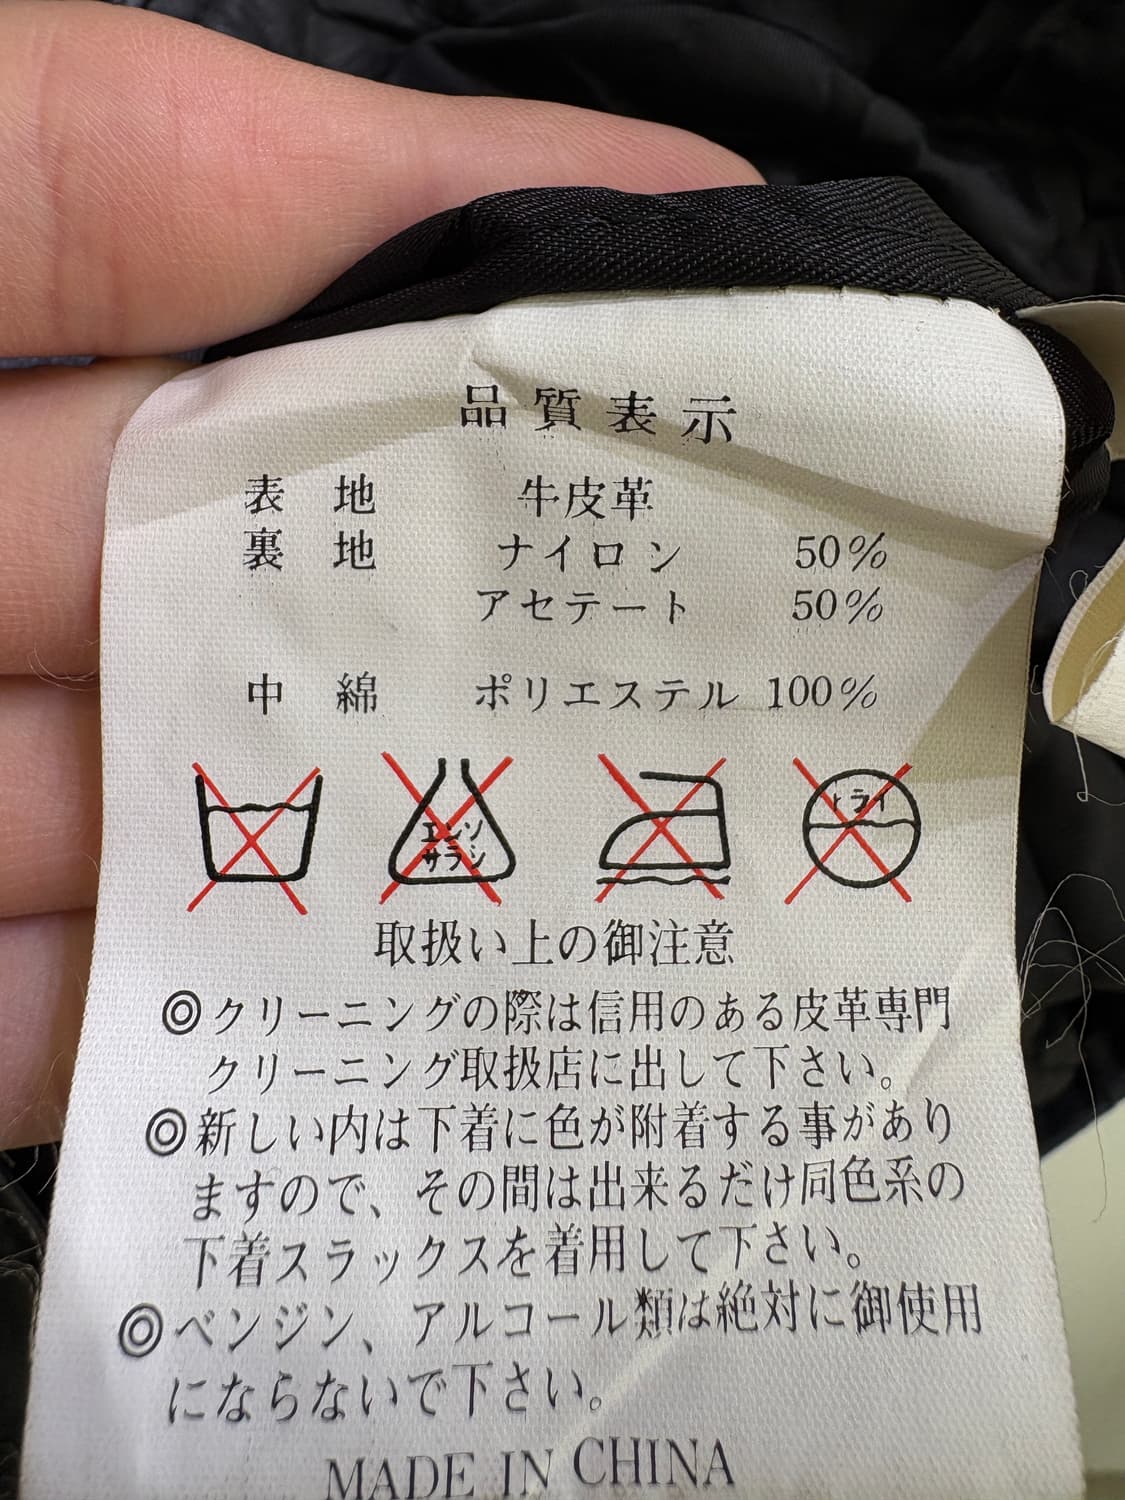 品質表示
表地 牛皮革
裏地 ナイロン 50%
アセテート 50%
中綿 ポリエステル 100%
エンソ
サラシ
ドライ
取扱い上の御注意
◎クリーニングの際は信用のある皮革専門
クリーニング取扱店に出して下さい。
◎新しい内は下着に色が附着する事があり
ますので、その間は出来るだけ同色系の
下着スラックスを着用して下さい。
◎ベンジン、アルコール類は絶対に御使用
にならないで下さい。
MADE IN CHINA